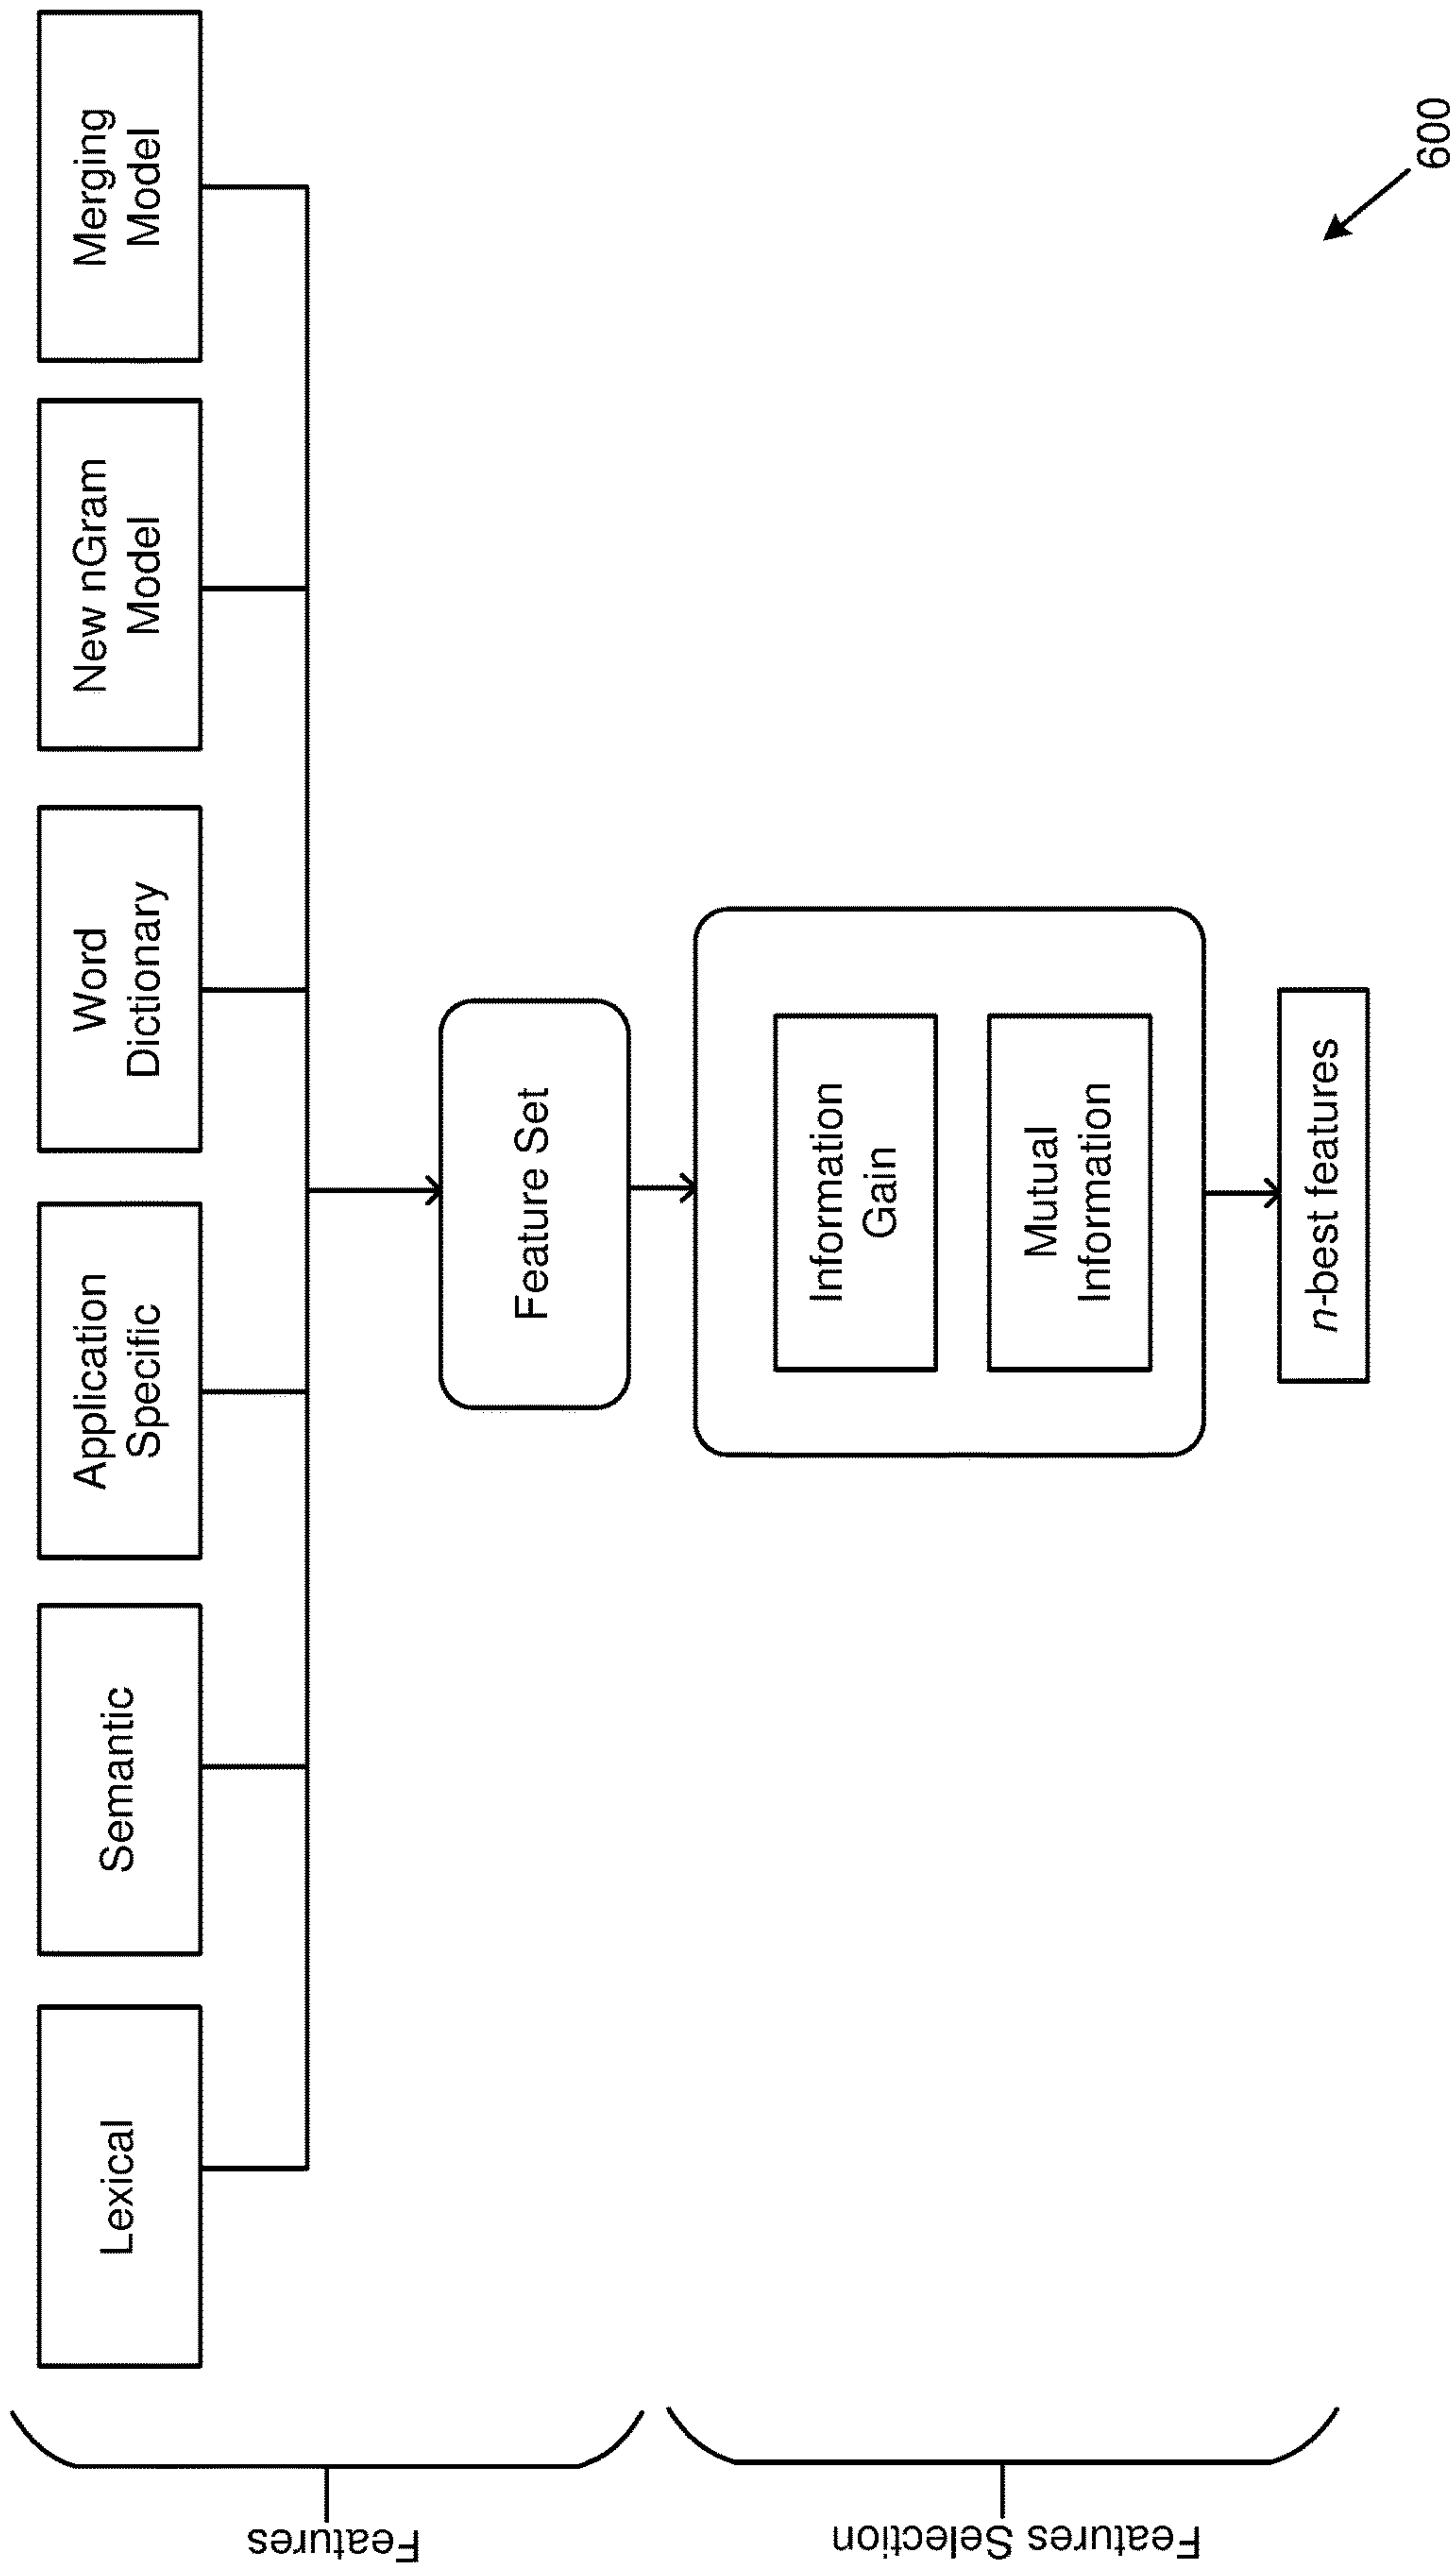 Features
Lexical
Semantic
Application
Specific
Word
Dictionary
New nGram
Model
Merging
Model
Feature Set
Features Selection
Information
Gain
Mutual
Information
n-best features
600